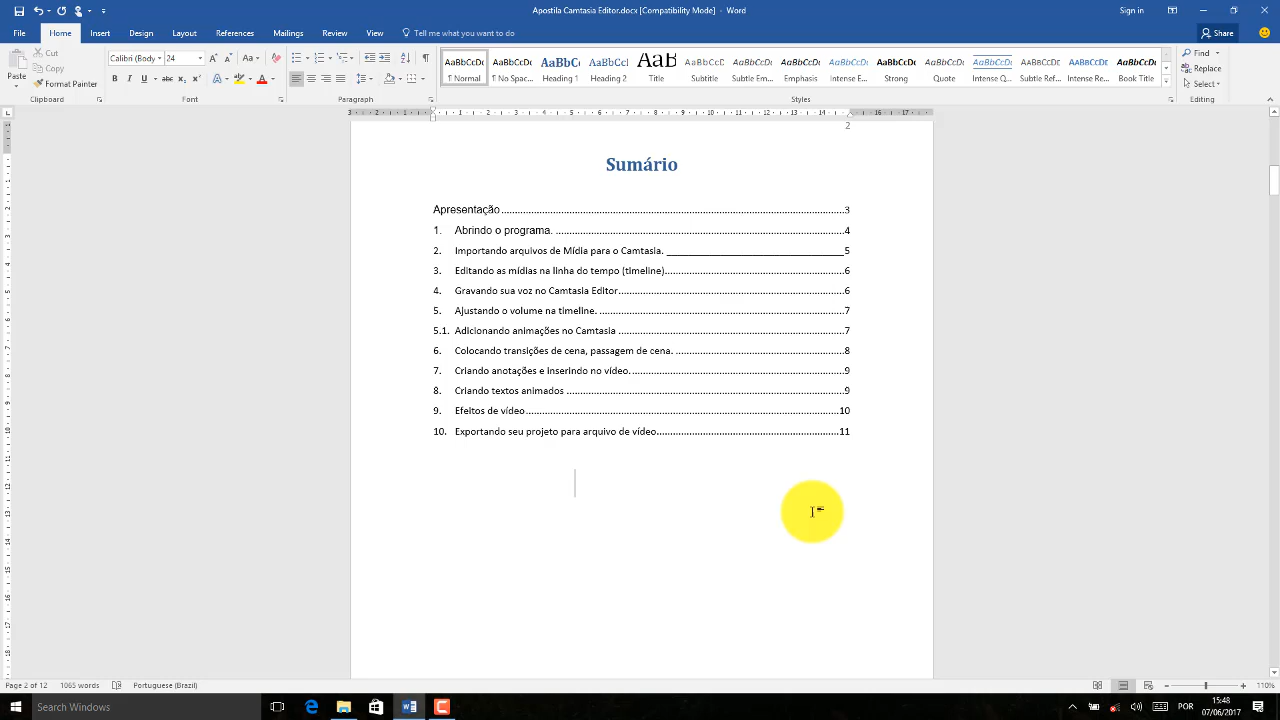 Apostila Camtasia Editor.docx [Compatibility Mode] - Word
Sign in
File Home Insert Design Layout References Mailings Review View Tell me what you want to do Share
Paste
Cut
Copy
Format Painter
Clipboard
Calibri (Body 24
Font
Paragraph
AaBbCcDc AaBbCcDc AaBbC( AaBbCcC AaB AaBbCcD AaBbCcDc AaBbCcDc AaBbCcDc AaBbCcDc AaBbCcDc AaBbCcDc AaBbCcDc AaBbCcDc
¶ Normal ¶ No Spac... Heading 1 Heading 2 Title Subtitle Subtle Em... Emphasis Intense E... Strong Quote Intense Q... Subtle Ref... Intense Re... Book Title
Styles
Find
Replace
Select
Editing
2
Sumário
Apresentação 3
1. Abrindo o programa. 4
2. Importando arquivos de Mídia para o Camtasia. 5
3. Editando as mídias na linha do tempo (timeline) 6
4. Gravando sua voz no Camtasia Editor 6
5. Ajustando o volume na timeline. 7
5.1. Adicionando animações no Camtasia 7
6. Colocando transições de cena, passagem de cena. 8
7. Criando anotações e inserindo no vídeo. 9
8. Criando textos animados 9
9. Efeitos de vídeo 10
10. Exportando seu projeto para arquivo de vídeo 11
Page 2 of 12 1065 words Portuguese (Brazil) 110%
Search Windows
POR
15:48
07/06/2017